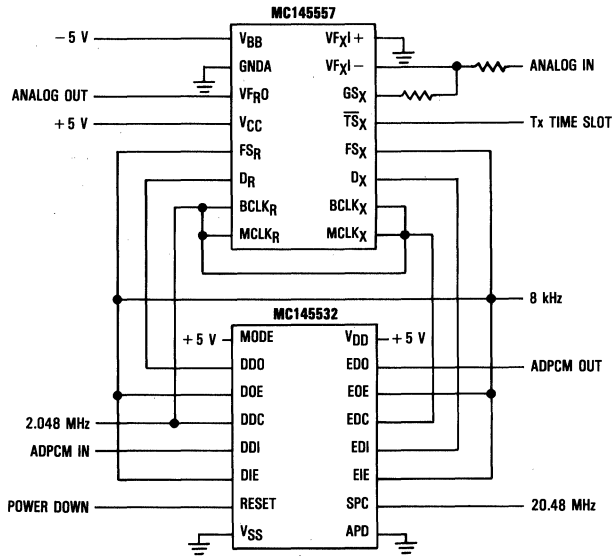 MC145557
−5 V
VBB
VFXI+
GNDA
VFXI−
ANALOG IN
ANALOG OUT
VFRO
GSX
+5 V
VCC
TSX
Tx TIME SLOT
FSR
FSX
DR
DX
BCLKR
BCLKX
MCLKR
MCLKX
8 kHz
MC145532
+5 V
MODE
VDD
+5 V
DDO
EDO
ADPCM OUT
DOE
EOE
2.048 MHz
DDC
EDC
ADPCM IN
DDI
EDI
DIE
EIE
POWER DOWN
RESET
SPC
20.48 MHz
VSS
APD